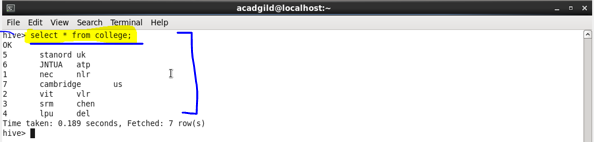 acadgild@localhost:~
File Edit View Search Terminal Help
hive> select * from college;
OK
5 stanord uk
6 JNTUA atp
1 nec nlr
7 cambridge us
2 vit vlr
3 srm chen
4 lpu del
Time taken: 0.189 seconds, Fetched: 7 row(s)
hive>